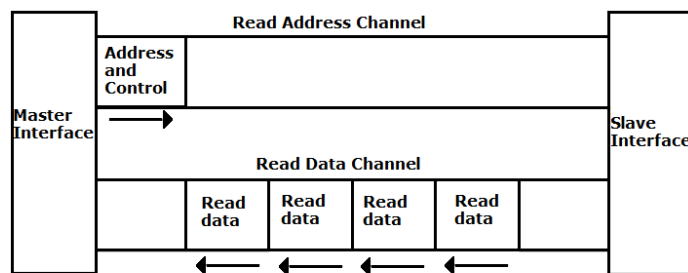 Read Address Channel
Address
and
Control
Master
Interface
Slave
Interface
Read Data Channel
Read
data
Read
data
Read
data
Read
data